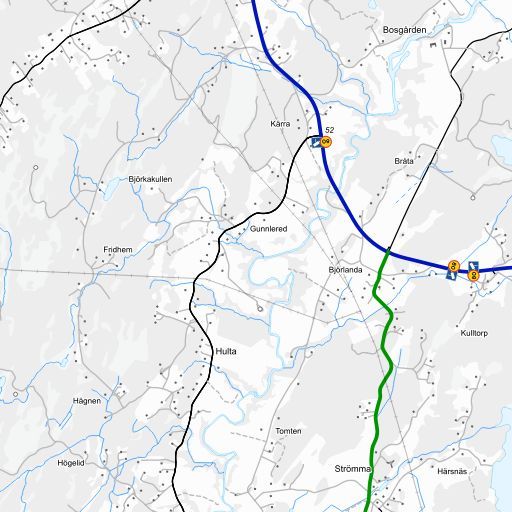 Bosgården
Kärra
52
Bråta
Björkakullen
Gunnlered
Fridhem
Björlanda
Kulltorp
Hulta
Hägnen
Tomten
Högelid
Strömma
Härsnäs